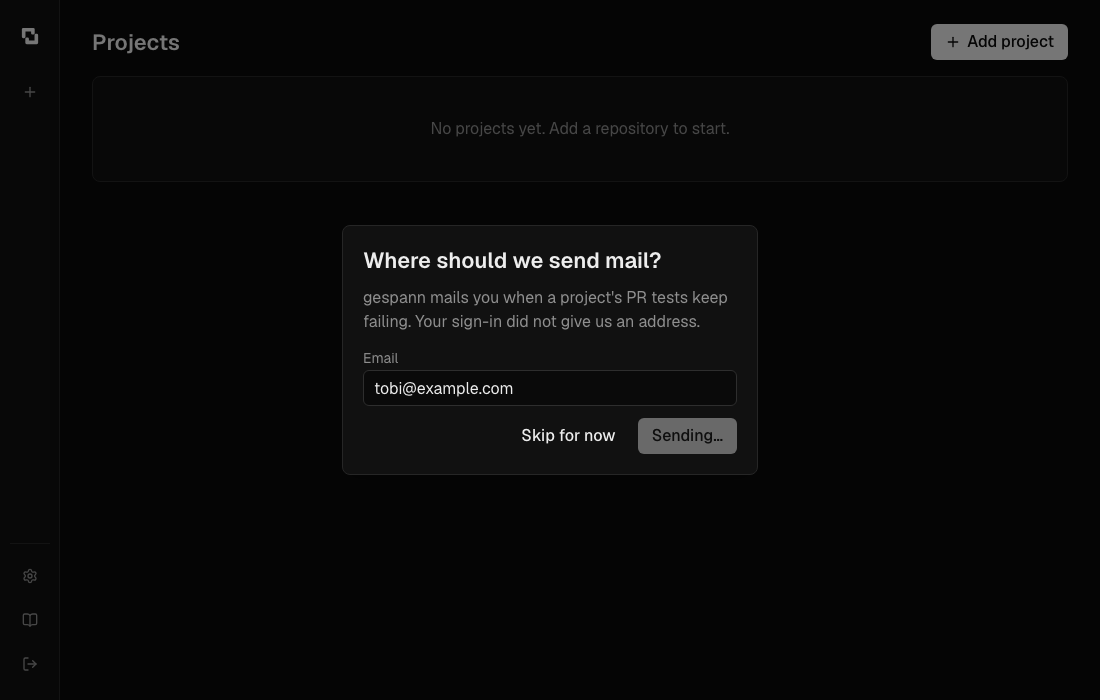 Projects
Add project
No projects yet. Add a repository to start.
Where should we send mail?
gespann mails you when a project's PR tests keep
failing. Your sign-in did not give us an address.
Email
tobi@example.com
Skip for now
Sending…